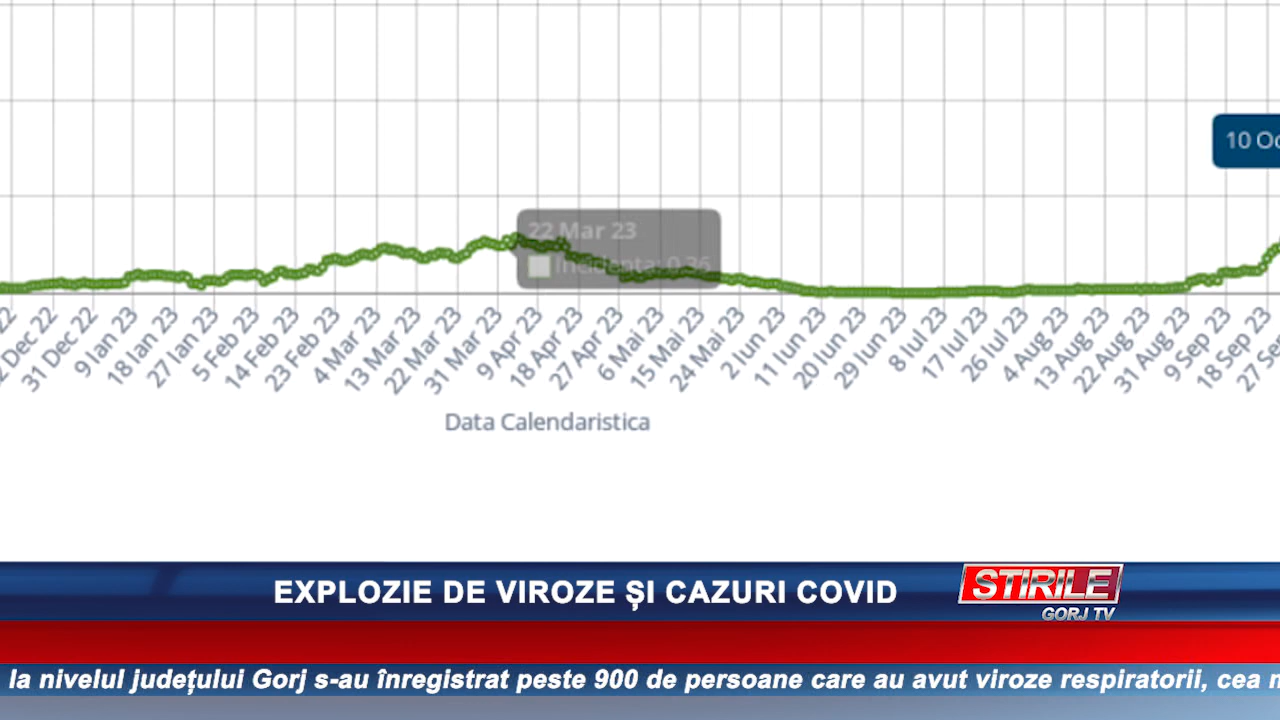 10 Oc
22 Mar 23
Incidenta: 0.36
22
2 Dec 22
31 Dec 22
9 Ian 23
18 Ian 23
27 Ian 23
5 Feb 23
14 Feb 23
23 Feb 23
4 Mar 23
13 Mar 23
22 Mar 23
31 Mar 23
9 Apr 23
18 Apr 23
27 Apr 23
6 Mai 23
15 Mai 23
24 Mai 23
2 Iun 23
11 Iun 23
20 Iun 23
29 Iun 23
8 Iul 23
17 Iul 23
26 Iul 23
4 Aug 23
13 Aug 23
22 Aug 23
31 Aug 23
9 Sep 23
18 Sep 23
27 Se
Data Calendaristica
EXPLOZIE DE VIROZE ȘI CAZURI COVID
STIRILE
GORJ TV
la nivelul județului Gorj s-au înregistrat peste 900 de persoane care au avut viroze respiratorii, cea